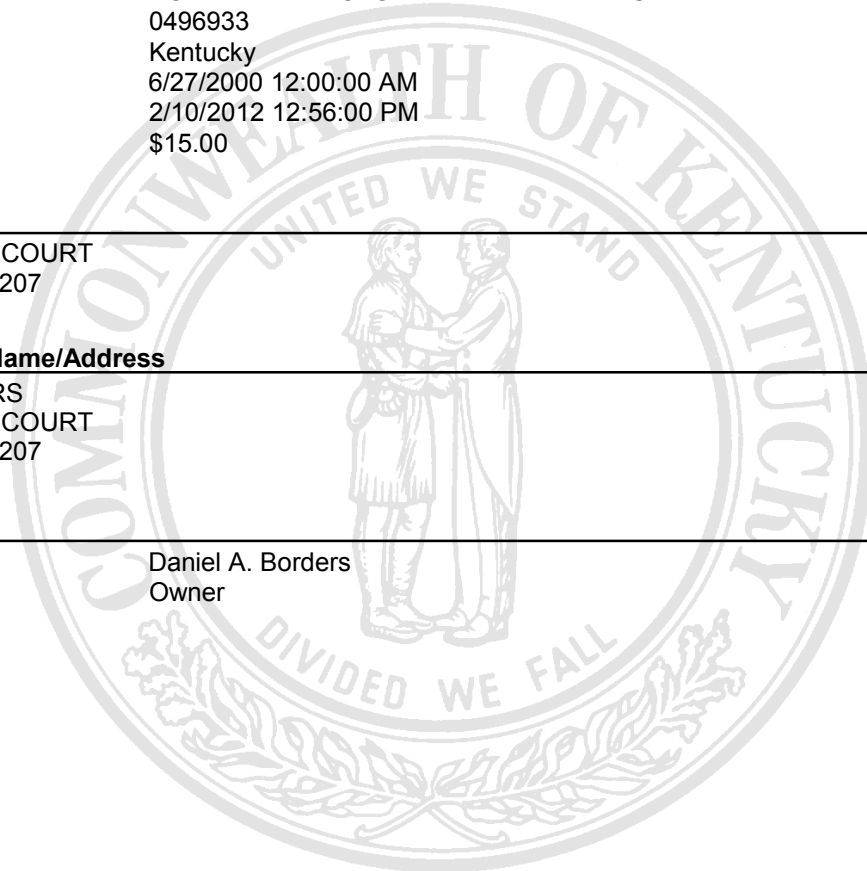 0496933
Kentucky
6/27/2000 12:00:00 AM
2/10/2012 12:56:00 PM
$15.00
COURT
207
Name/Address
RS
COURT
207
Daniel A. Borders
Owner
COMMONWEALTH OF KENTUCKY
UNITED WE STAND
DIVIDED WE FALL